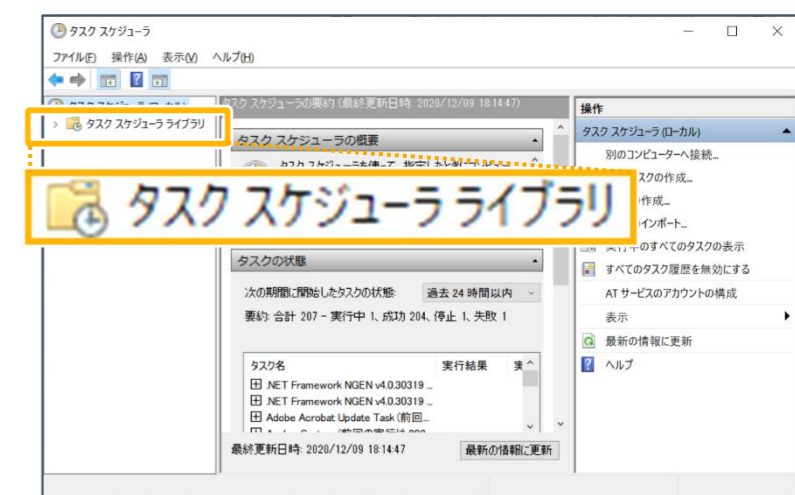 タスク スケジューラ
ファイル(F) 操作(A) 表示(V) ヘルプ(H)
タスク スケジューラ ライブラリ
タスク スケジューラの要約 (最終更新日時: 2020/12/09 18:14:47)
タスク スケジューラの概要
タスク スケジューラ ライブラリ
タスクの状態
次の期間に開始したタスクの状態: 過去 24 時間以内
要約: 合計 207 - 実行中 1、成功 204、停止 1、失敗 1
タスク名 実行結果
.NET Framework NGEN v4.0.30319 ...
.NET Framework NGEN v4.0.30319 ...
Adobe Acrobat Update Task (前回...
最終更新日時: 2020/12/09 18:14:47 最新の情報に更新
操作
タスク スケジューラ (ローカル)
別のコンピューターへ接続...
スクの作成...
作成...
インポート...
実行中のすべてのタスクの表示
すべてのタスク履歴を無効にする
AT サービスのアカウントの構成
表示
最新の情報に更新
ヘルプ